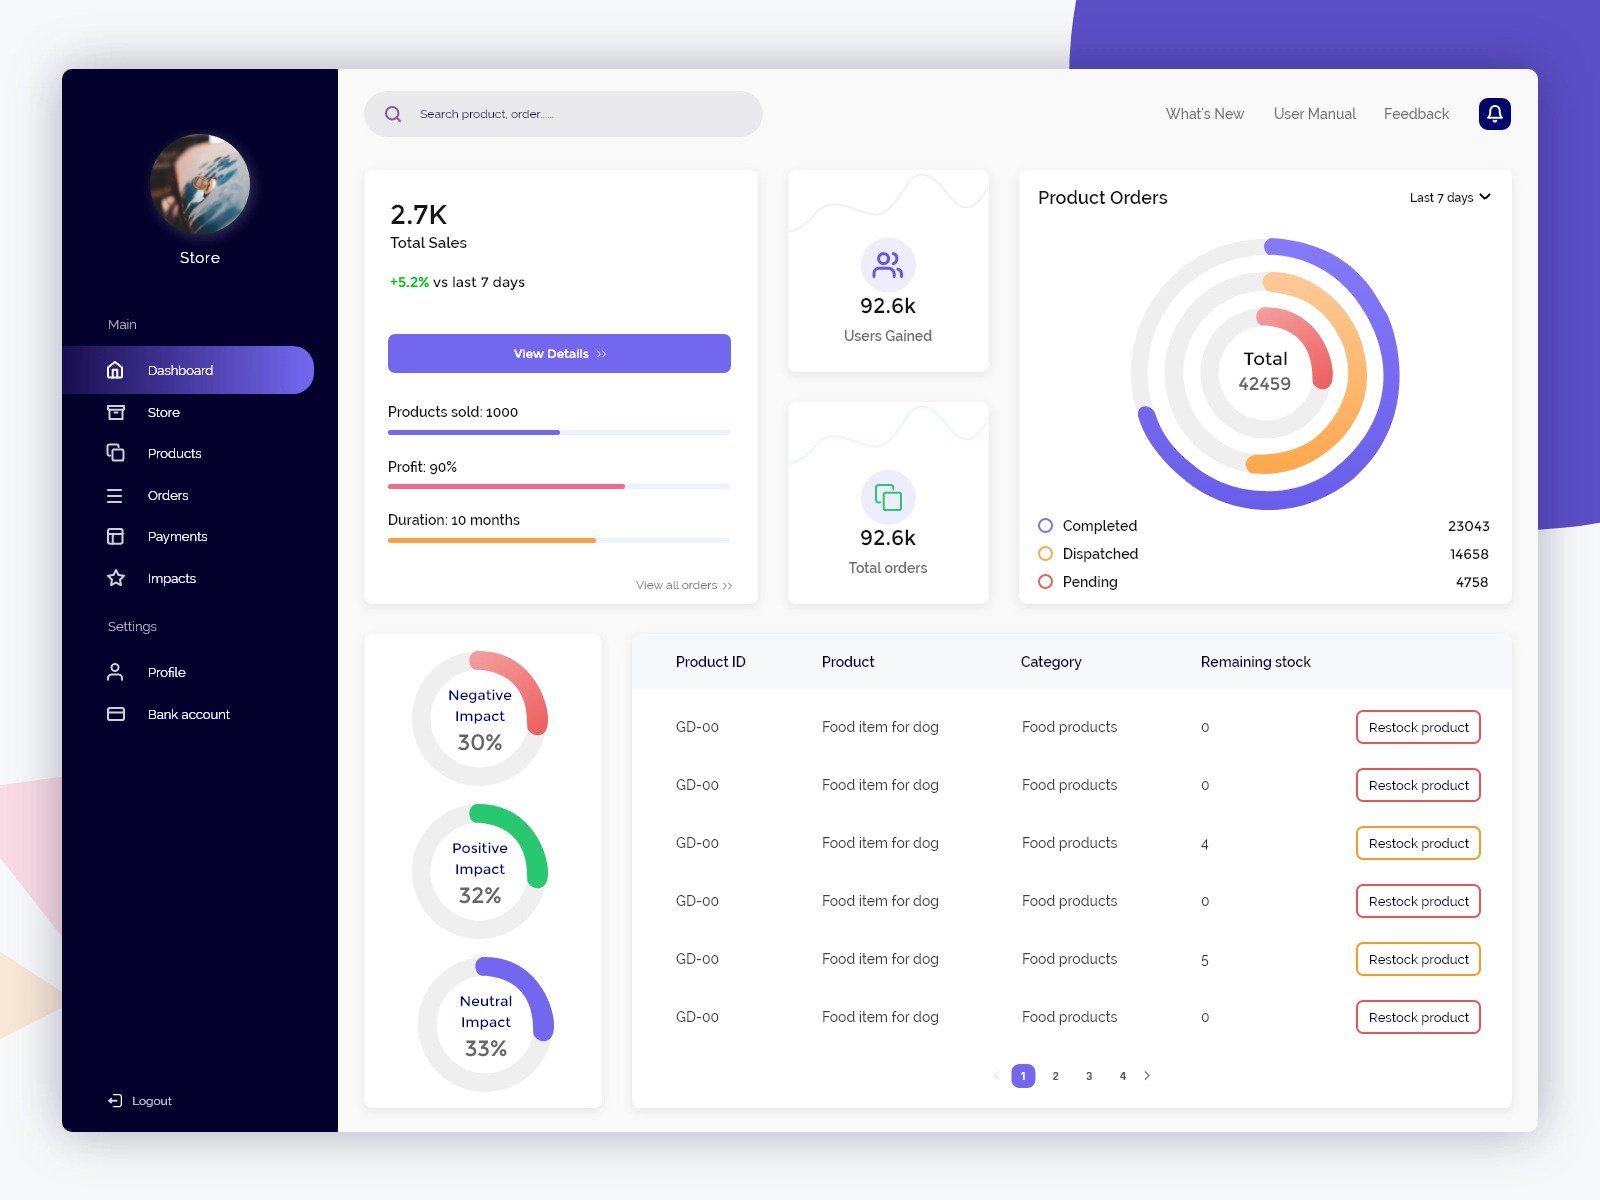 Store
Main
Dashboard
Store
Products
Orders
Payments
Impacts
Settings
Profile
Bank account
Logout
Search product, order......
What's New
User Manual
Feedback
2.7K
Total Sales
+5.2% vs last 7 days
View Details
Products sold: 1000
Profit: 90%
Duration: 10 months
View all orders
92.6k
Users Gained
92.6k
Total orders
Product Orders
Last 7 days
Total
42459
Completed 23043
Dispatched 14658
Pending 4758
Negative
Impact
30%
Positive
Impact
32%
Neutral
Impact
33%
Product ID Product Category Remaining stock
GD-00 Food item for dog Food products 0 Restock product
GD-00 Food item for dog Food products 0 Restock product
GD-00 Food item for dog Food products 4 Restock product
GD-00 Food item for dog Food products 0 Restock product
GD-00 Food item for dog Food products 5 Restock product
GD-00 Food item for dog Food products 0 Restock product
1 2 3 4